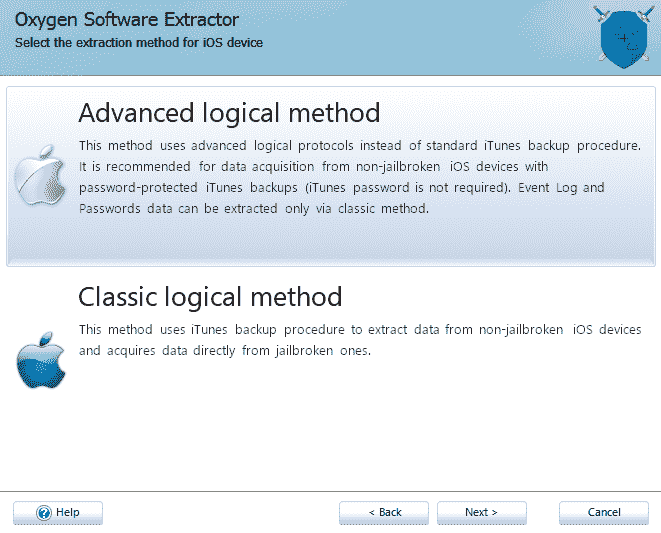 Oxygen Software Extractor
Select the extraction method for iOS device
Advanced logical method
This method uses advanced logical protocols instead of standard iTunes backup procedure.
It is recommended for data acquisition from non-jailbroken iOS devices with
password-protected iTunes backups (iTunes password is not required). Event Log and
Passwords data can be extracted only via classic method.
Classic logical method
This method uses iTunes backup procedure to extract data from non-jailbroken iOS devices
and acquires data directly from jailbroken ones.
Help
< Back
Next >
Cancel